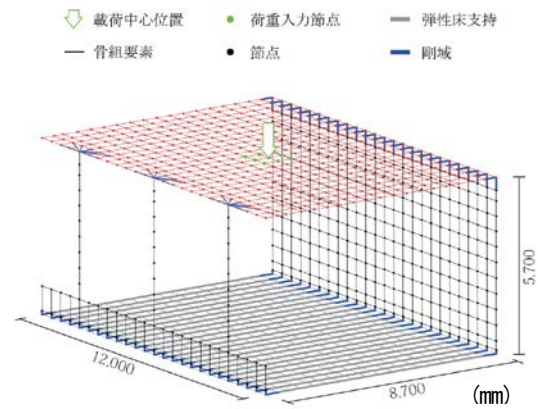 載荷中心位置 荷重入力節点 弾性床支持
骨組要素 節点 剛域
5.700
12.000
8.700
(mm)